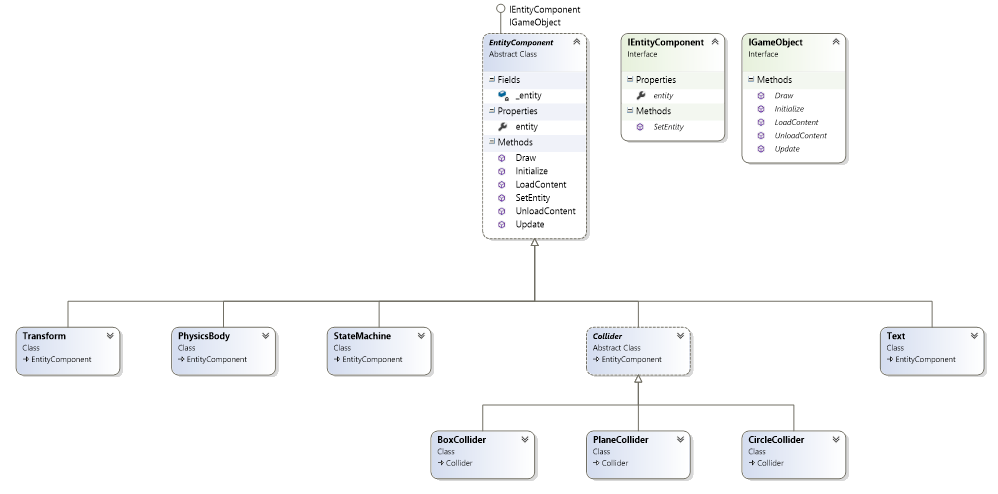 IEntityComponent
IGameObject
EntityComponent
Abstract Class
Fields
_entity
Properties
entity
Methods
Draw
Initialize
LoadContent
SetEntity
UnloadContent
Update
IEntityComponent
Interface
Properties
entity
Methods
SetEntity
IGameObject
Interface
Methods
Draw
Initialize
LoadContent
UnloadContent
Update
Transform
Class
EntityComponent
PhysicsBody
Class
EntityComponent
StateMachine
Class
EntityComponent
Collider
Abstract Class
EntityComponent
Text
Class
EntityComponent
BoxCollider
Class
Collider
PlaneCollider
Class
Collider
CircleCollider
Class
Collider